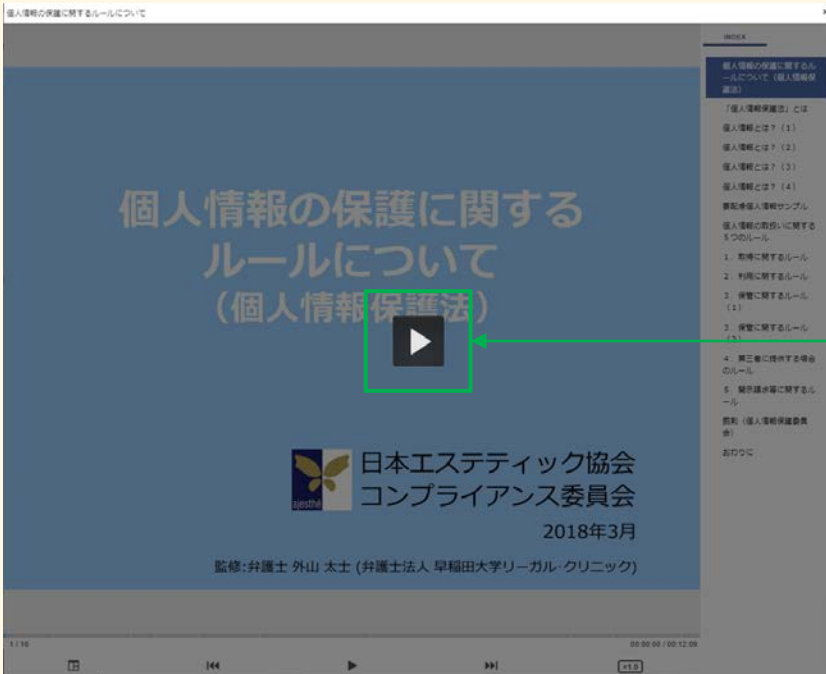 個人情報の保護に関するルールについて
個人情報の保護に関する
ルールについて
（個人情報保護法）
ajesthe
日本エステティック協会
コンプライアンス委員会
2018年3月
監修:弁護士 外山 太士 (弁護士法人 早稲田大学リーガル･クリニック)
INDEX
個人情報の保護に関するル
ールについて（個人情報保
護法）
「個人情報保護法」とは
個人情報とは？（1）
個人情報とは？（2）
個人情報とは？（3）
個人情報とは？（4）
要配慮個人情報サンプル
個人情報の取扱いに関する
5つのルール
1．取得に関するルール
2．利用に関するルール
3．保管に関するルール
（1）
3．保管に関するルール
（2）
4．第三者に提供する場合
のルール
5．開示請求等に関するル
ール
罰則（個人情報保護委員
会）
おわりに
1 / 16
00:00:00 / 00:12:09
x1.0